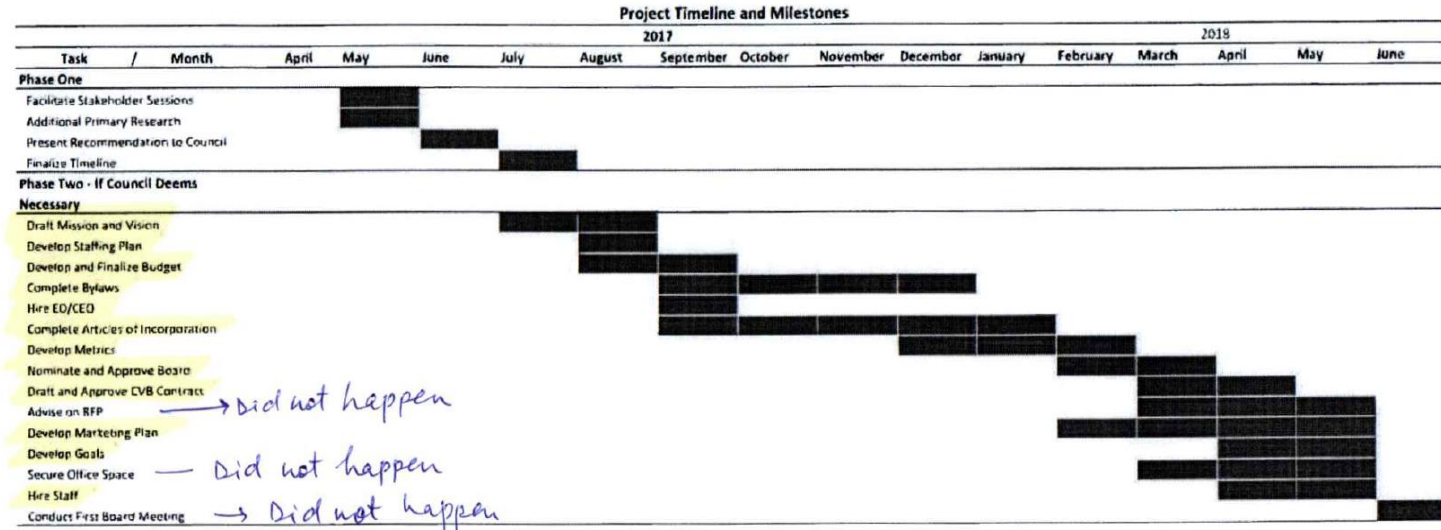 Project Timeline and Milestones
2017 2018
Task / Month April May June July August September October November December January February March April May June
Phase One
Facilitate Stakeholder Sessions
Additional Primary Research
Present Recommendation to Council
Finalize Timeline
Phase Two - If Council Deems
Necessary
Draft Mission and Vision
Develop Staffing Plan
Develop and Finalize Budget
Complete Bylaws
Hire ED/CEO
Complete Articles of Incorporation
Develop Metrics
Nominate and Approve Board
Draft and Approve CVB Contract
Advise on RFP → Did not happen
Develop Marketing Plan
Develop Goals
Secure Office Space — Did not happen
Hire Staff
Conduct First Board Meeting → Did not happen